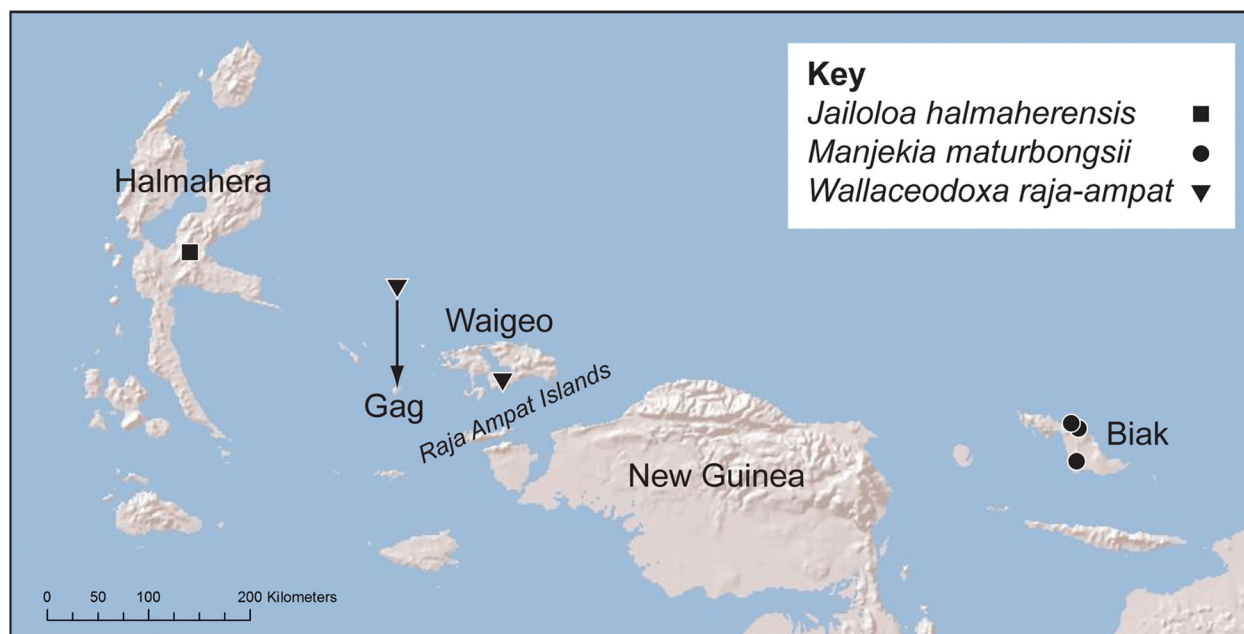 Key
Jailoloa halmaherensis
Manjekia maturbongsii
Wallaceodoxa raja-ampat
Halmahera
Waigeo
Gag
Raja Ampat Islands
Biak
New Guinea
0 50 100 200 Kilometers